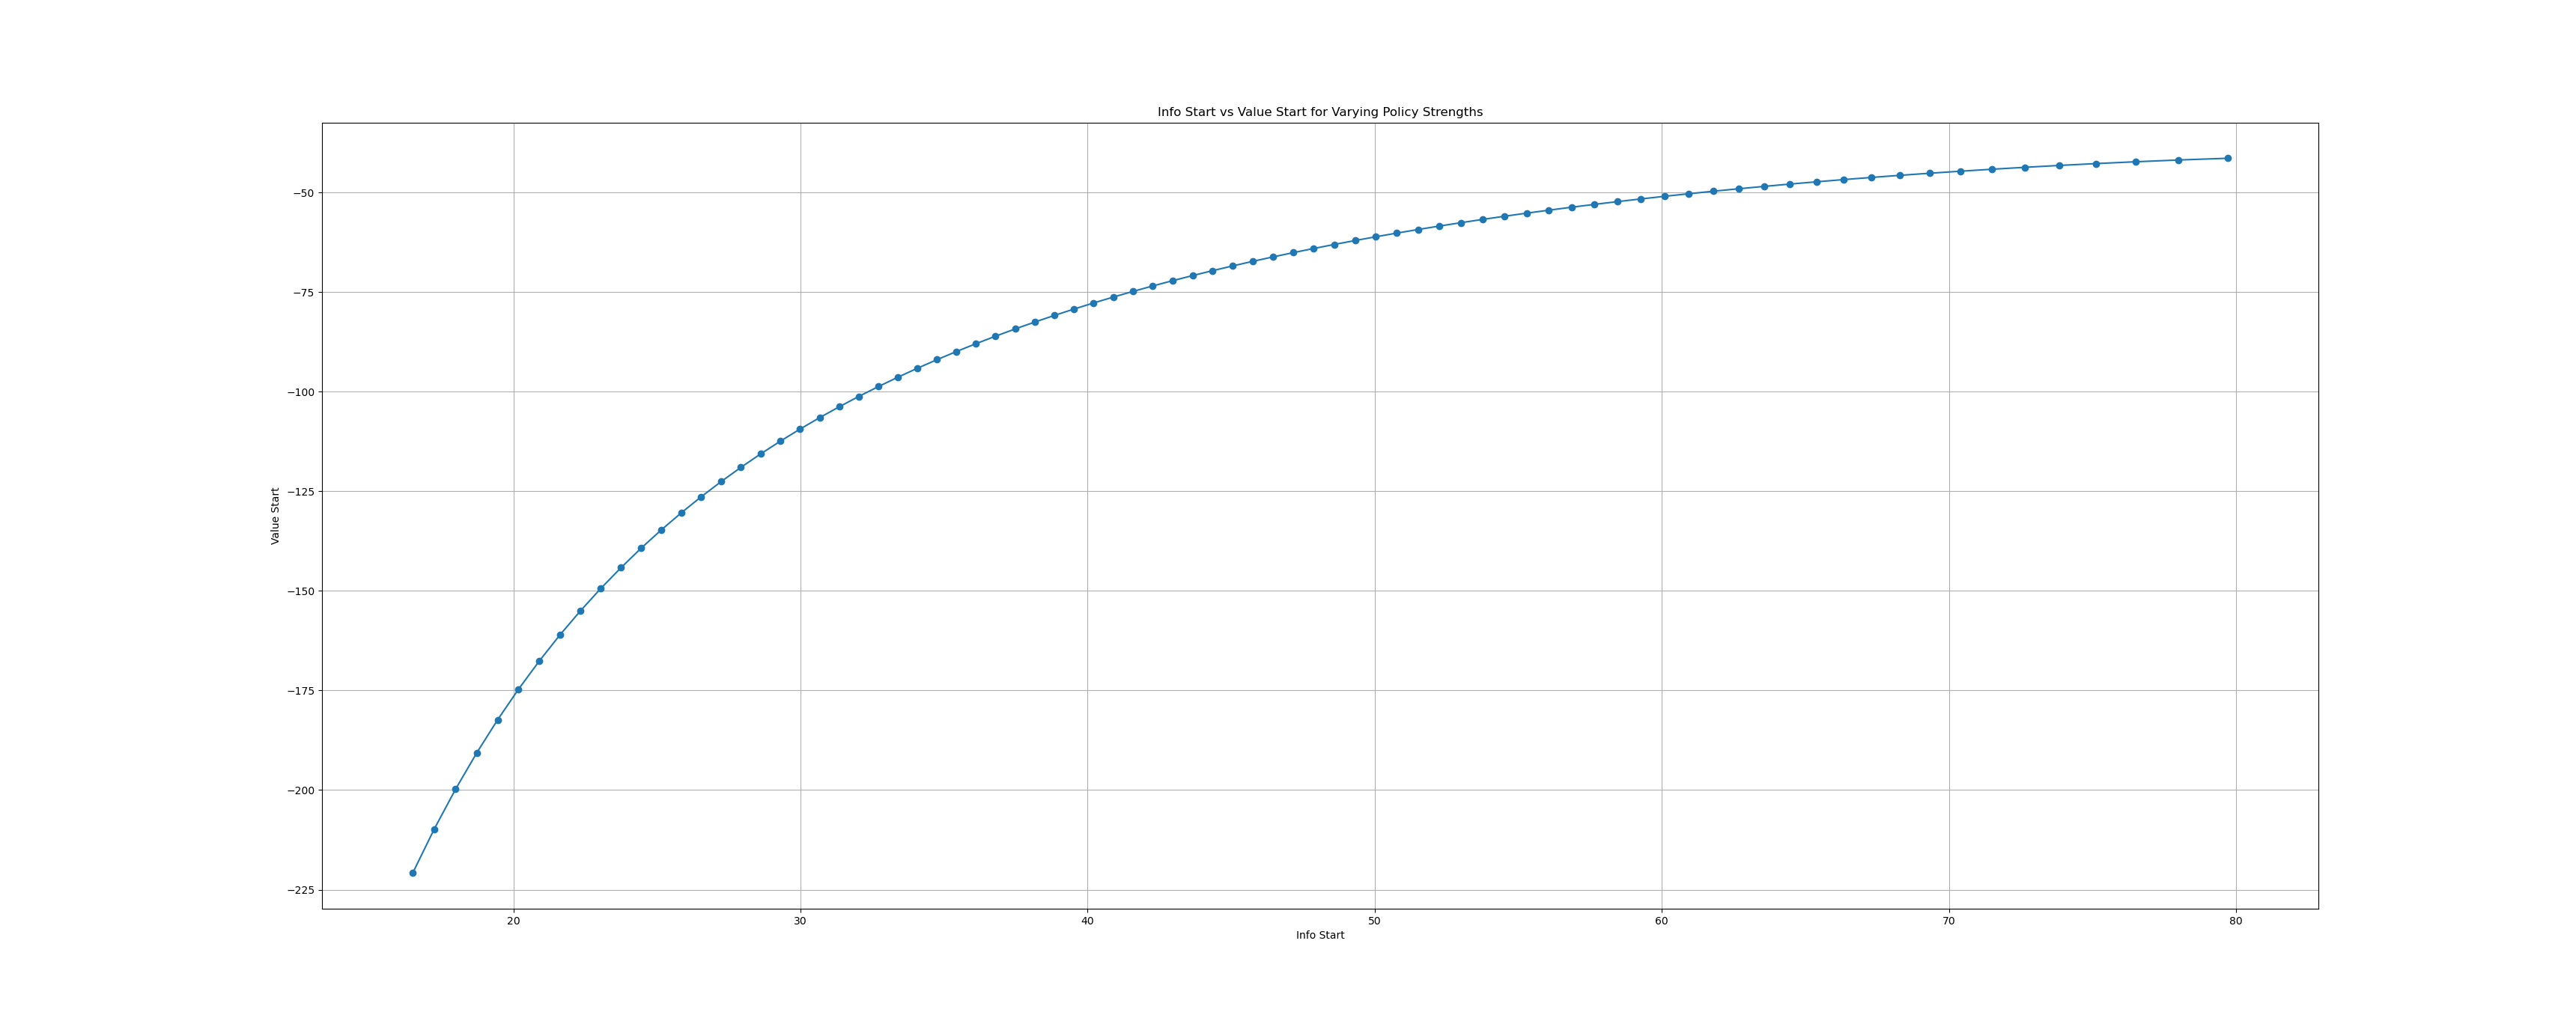 Info Start vs Value Start for Varying Policy Strengths
−50
−75
−100
−125
−150
−175
−200
−225
Value Start
20 30 40 50 60 70 80
Info Start